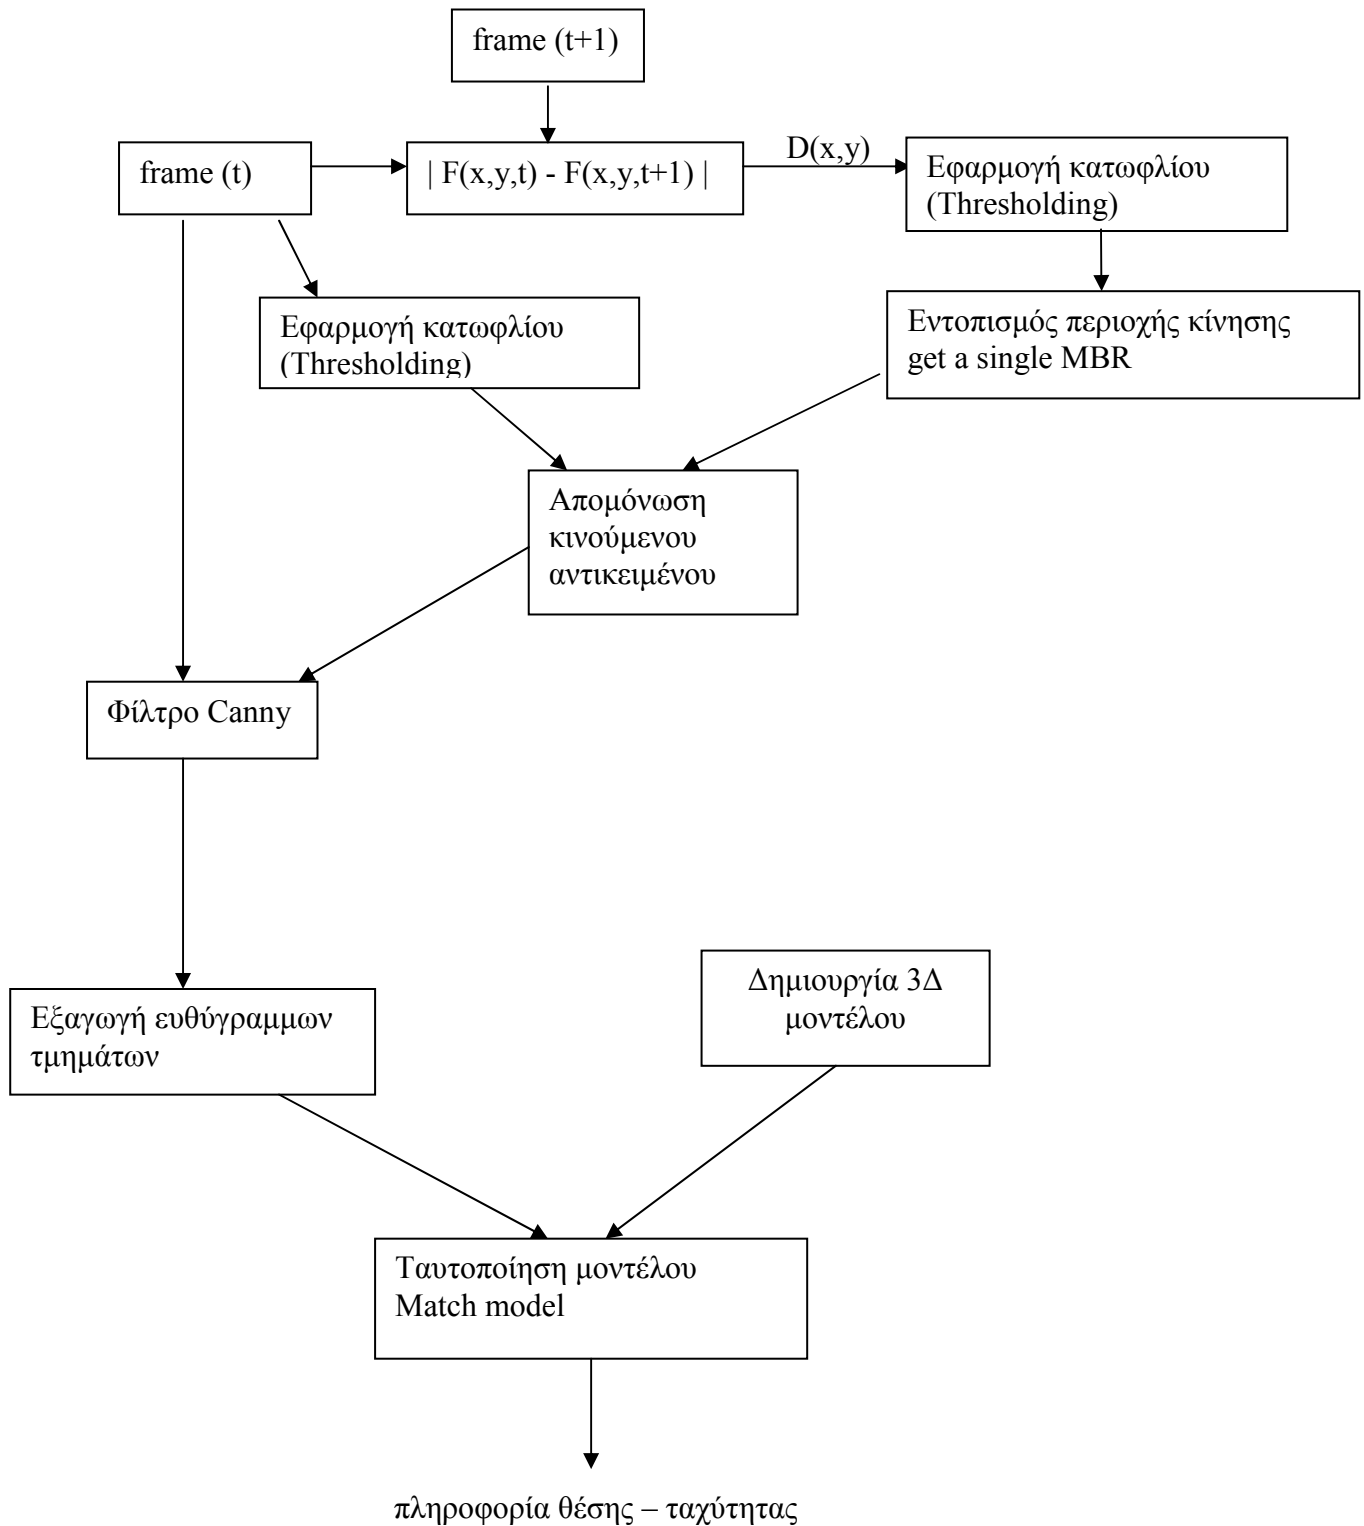 frame (t+1)
frame (t)
| F(x,y,t) - F(x,y,t+1) |
D(x,y)
Εφαρμογή κατωφλίου
(Thresholding)
Εφαρμογή κατωφλίου
(Thresholding)
Εντοπισμός περιοχής κίνησης
get a single MBR
Απομόνωση
κινούμενου
αντικειμένου
Φίλτρο Canny
Εξαγωγή ευθύγραμμων
τμημάτων
Δημιουργία 3Δ
μοντέλου
Ταυτοποίηση μοντέλου
Match model
πληροφορία θέσης – ταχύτητας